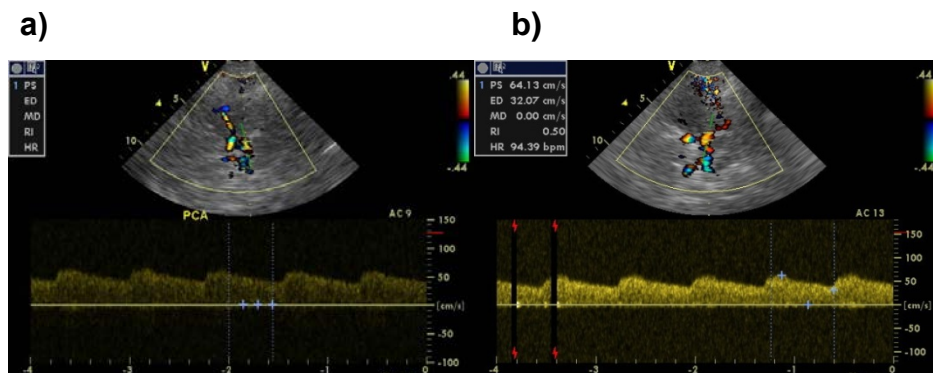 a)
b)
V
1 PS
ED
MD
RI
HR
5
10
.44
-.44
PCA
AC 9
150
100
50
[cm/s]
-50
-100
-4
-3
-2
-1
0
V
1 PS 64.13 cm/s
ED 32.07 cm/s
MD 0.00 cm/s
RI 0.50
HR 94.39 bpm
5
10
.44
-.44
AC 13
150
100
50
[cm/s]
-50
-100
-4
-3
-2
-1
0